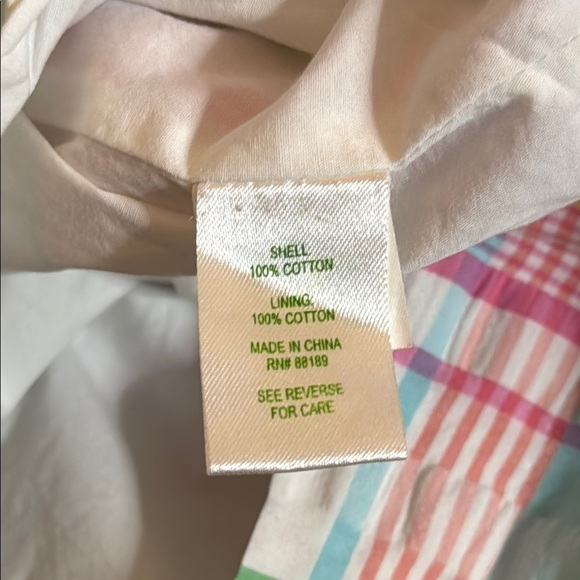 SHELL
100% COTTON
LINING:
100% COTTON
MADE IN CHINA
RN# 88189
SEE REVERSE
FOR CARE